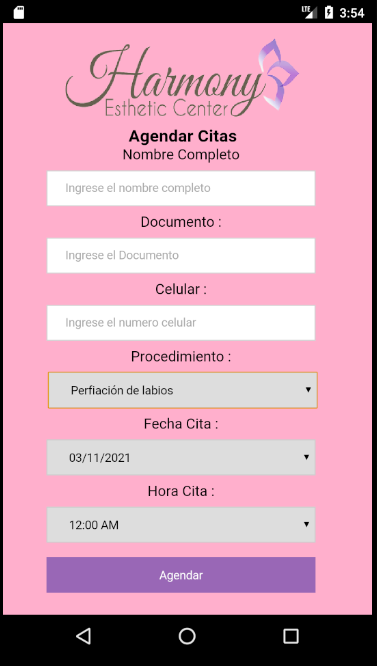 LTE 3:54
Harmony
Esthetic Center
Agendar Citas
Nombre Completo
Ingrese el nombre completo
Documento :
Ingrese el Documento
Celular :
Ingrese el numero celular
Procedimiento :
Perfiación de labios
Fecha Cita :
03/11/2021
Hora Cita :
12:00 AM
Agendar